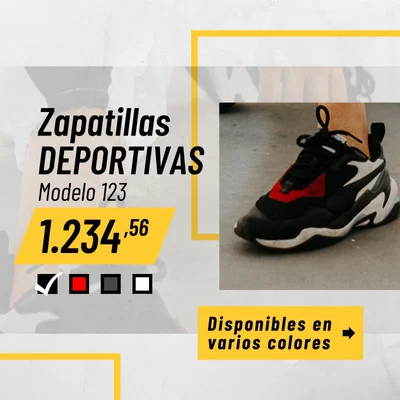 Zapatillas
DEPORTIVAS
Modelo 123
1.234,56
Disponibles en
varios colores